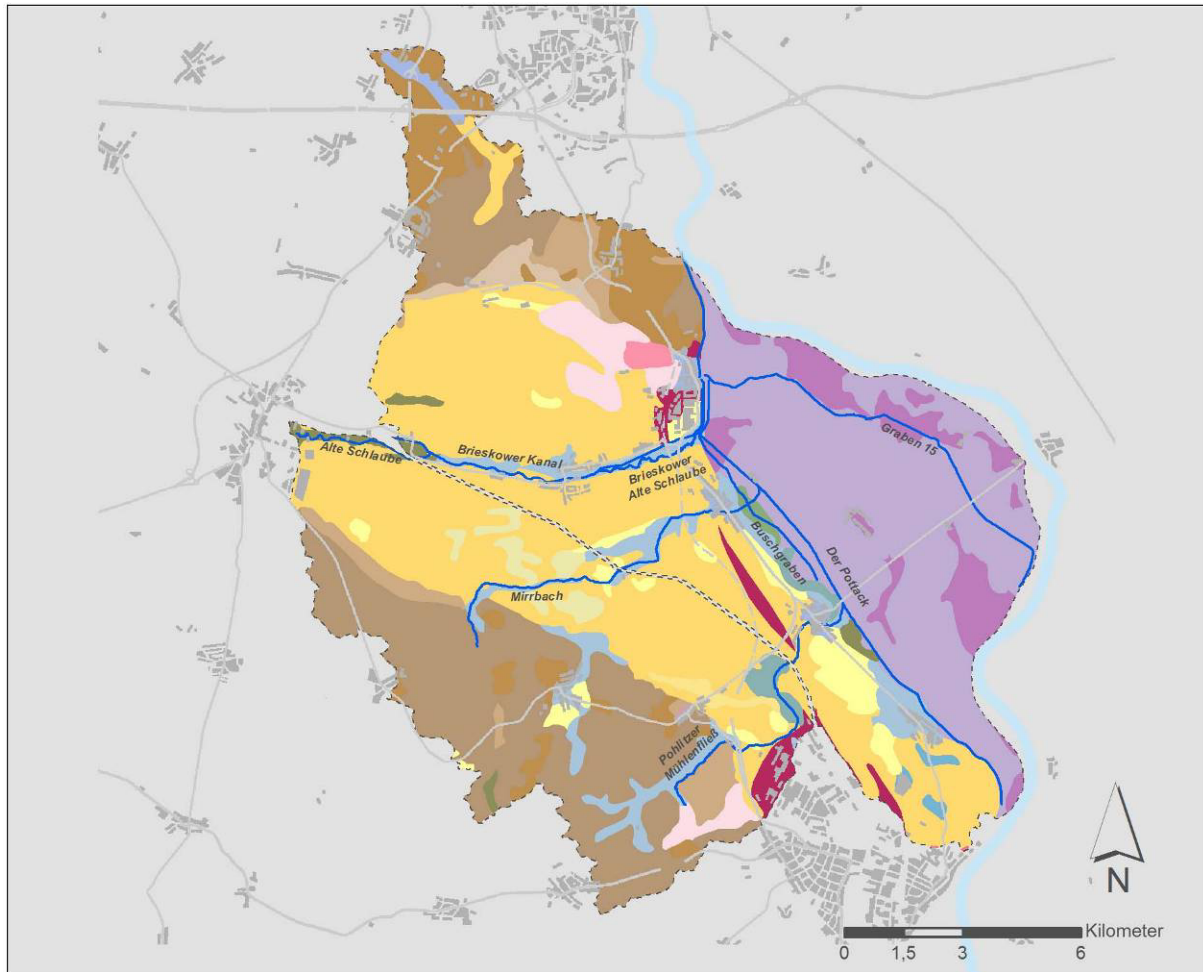 Graben 15
Alte Schlaube
Brieskower Kanal
Brieskower
Alte Schlaube
Buschgraben
Der Pottack
Mirrbach
Pohlitzer
Mühlenfließ
N
Kilometer
0 1,5 3 6